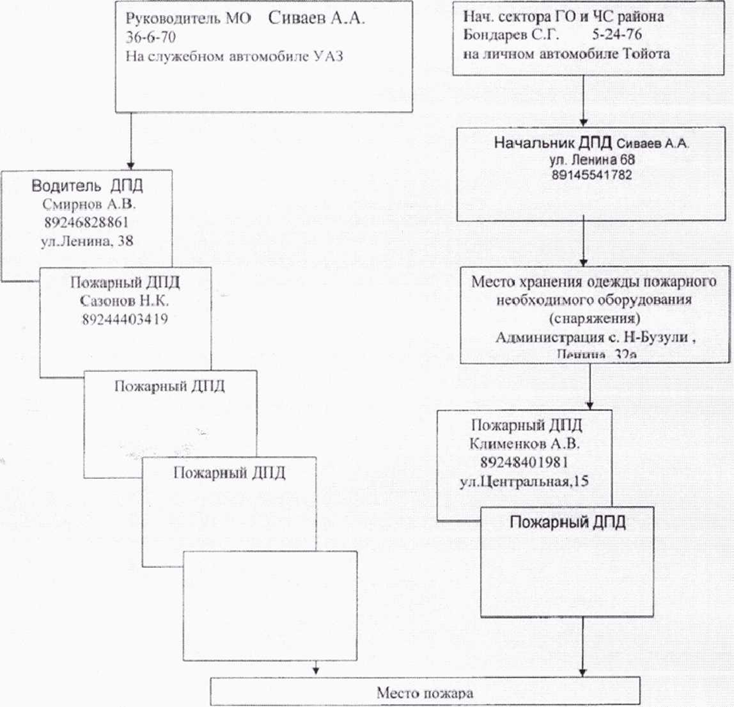 Руководитель МО Сиваев А.А.
36-6-70
На служебном автомобиле УАЗ
Нач. сектора ГО и ЧС района
Бондарев С.Г. 5-24-76
на личном автомобиле Тойота
Начальник ДПД Сиваев А.А.
ул. Ленина 68
89145541782
Водитель ДПД
Смирнов А.В.
89246828861
ул.Ленина, 38
Пожарный ДПД
Сазонов Н.К.
89244403419
Место хранения одежды пожарного
необходимого оборудования
(снаряжения)
Администрация с. Н-Бузули ,
Ленина, 32а
Пожарный ДПД
Пожарный ДПД
Клименков А.В.
89248401981
ул.Центральная,15
Пожарный ДПД
Пожарный ДПД
Место пожара